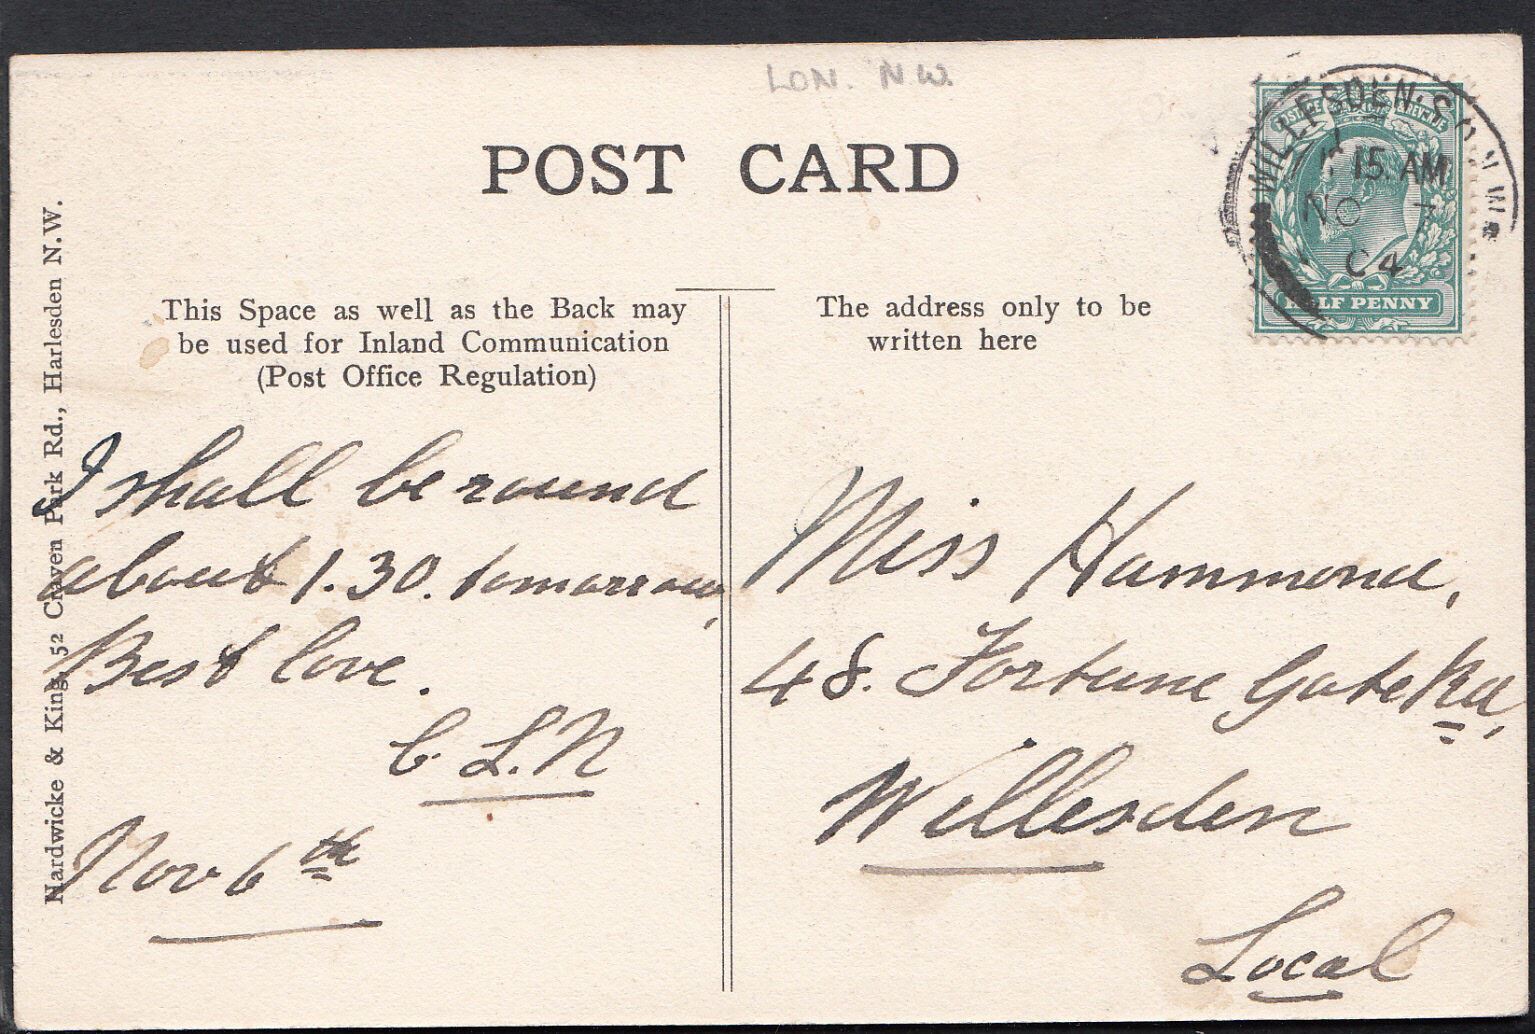 LON. N.W.
POST CARD
WILLESDEN
15. AM
NO 7
04
HALF PENNY
This Space as well as the Back may
be used for Inland Communication
(Post Office Regulation)
The address only to be
written here
Hardwicke & King, 52 Craven Park Rd., Harlesden N.W.
I shall be round
about 1.30. tomorrow,
Best love.
C. L. N
Nov 6th
Miss Hammond,
48. Fortune Gate Rd,
Willesden
Local